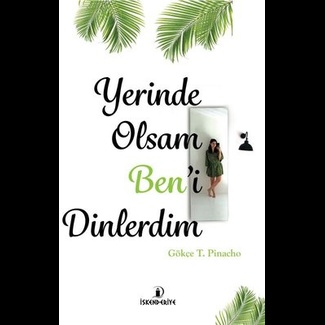 Yerinde
Olsam
Ben'i
Dinlerdim
Gökçe T. Pinacho
İSKENDERİYE